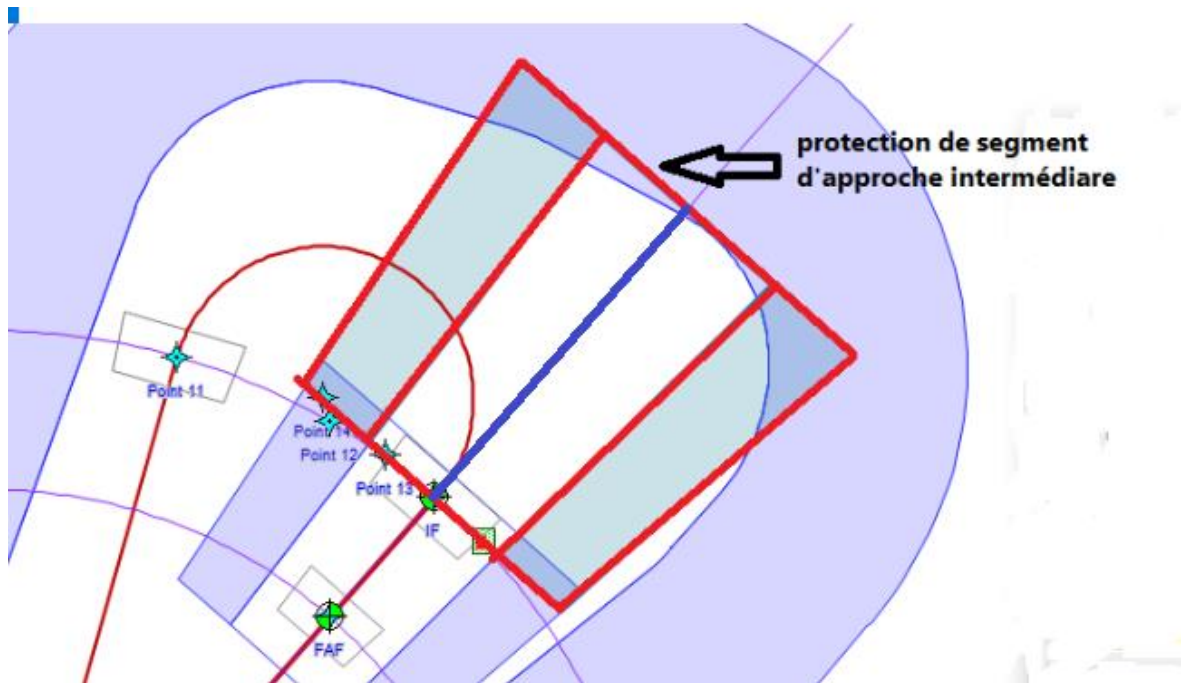 protection de segment
d'approche intermédiare
Point 11
Point 14
Point 12
Point 13
IF
FAF